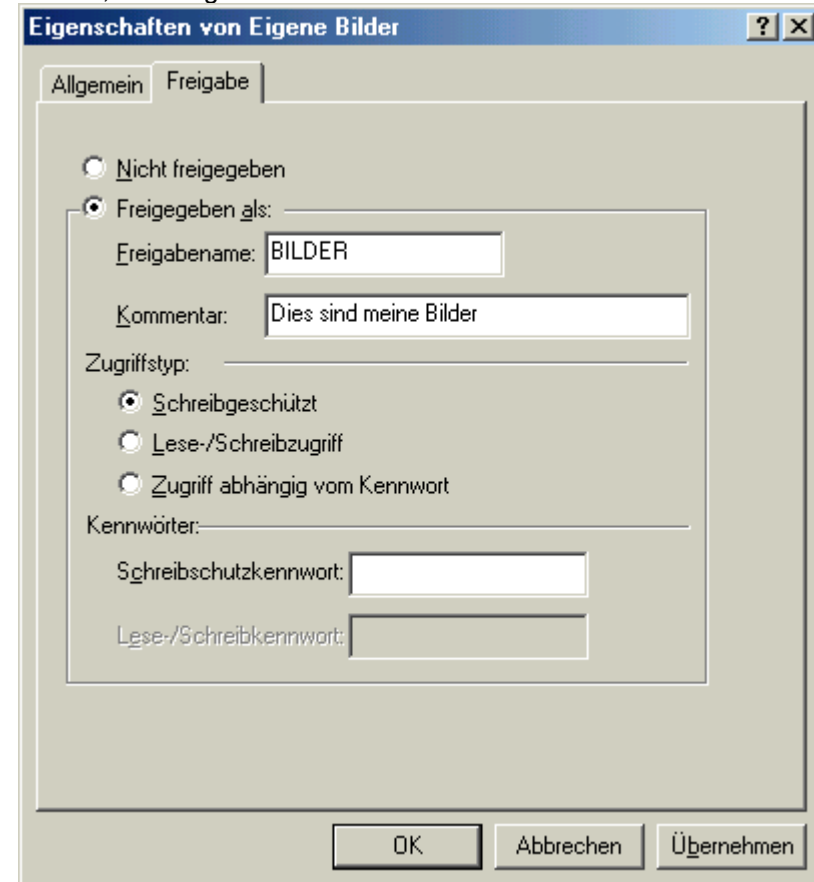 Eigenschaften von Eigene Bilder
Allgemein Freigabe
Nicht freigegeben
Freigegeben als:
Freigabename: BILDER
Kommentar: Dies sind meine Bilder
Zugriffstyp:
Schreibgeschützt
Lese-/Schreibzugriff
Zugriff abhängig vom Kennwort
Kennwörter:
Schreibschutzkennwort:
Lese-/Schreibkennwort:
OK Abbrechen Übernehmen